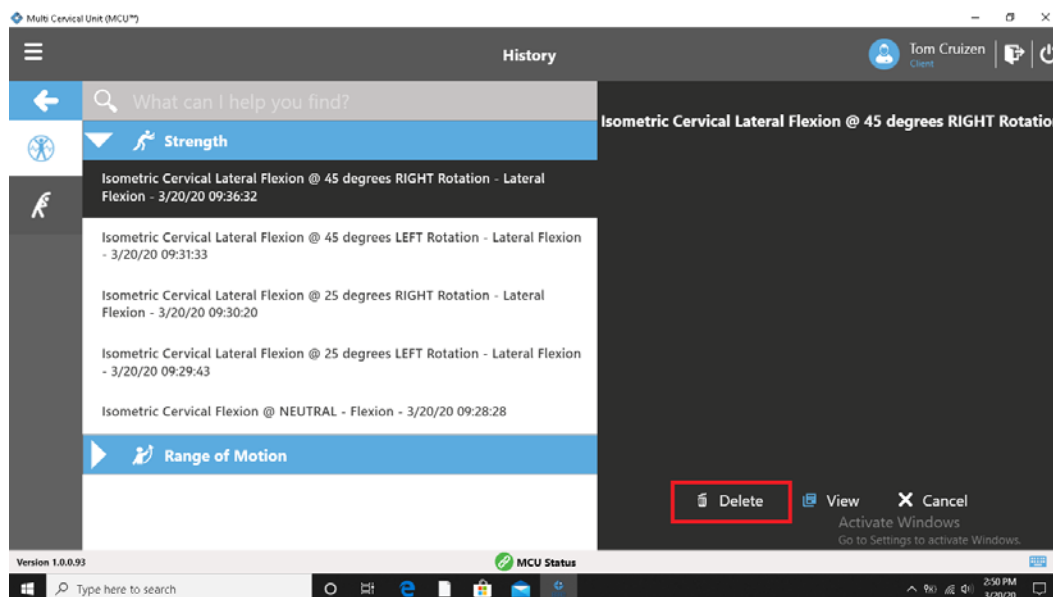 Multi Cervical Unit (MCU™)
History
Tom Cruizen
Client
What can I help you find?
Isometric Cervical Lateral Flexion @ 45 degrees RIGHT Rotatio
Strength
Isometric Cervical Lateral Flexion @ 45 degrees RIGHT Rotation - Lateral
Flexion - 3/20/20 09:36:32
Isometric Cervical Lateral Flexion @ 45 degrees LEFT Rotation - Lateral Flexion
- 3/20/20 09:31:33
Isometric Cervical Lateral Flexion @ 25 degrees RIGHT Rotation - Lateral
Flexion - 3/20/20 09:30:20
Isometric Cervical Lateral Flexion @ 25 degrees LEFT Rotation - Lateral Flexion
- 3/20/20 09:29:43
Isometric Cervical Flexion @ NEUTRAL - Flexion - 3/20/20 09:28:28
Range of Motion
Delete View Cancel
Activate Windows
Go to Settings to activate Windows.
Version 1.0.0.93
MCU Status
Type here to search
2:50 PM
3/20/20